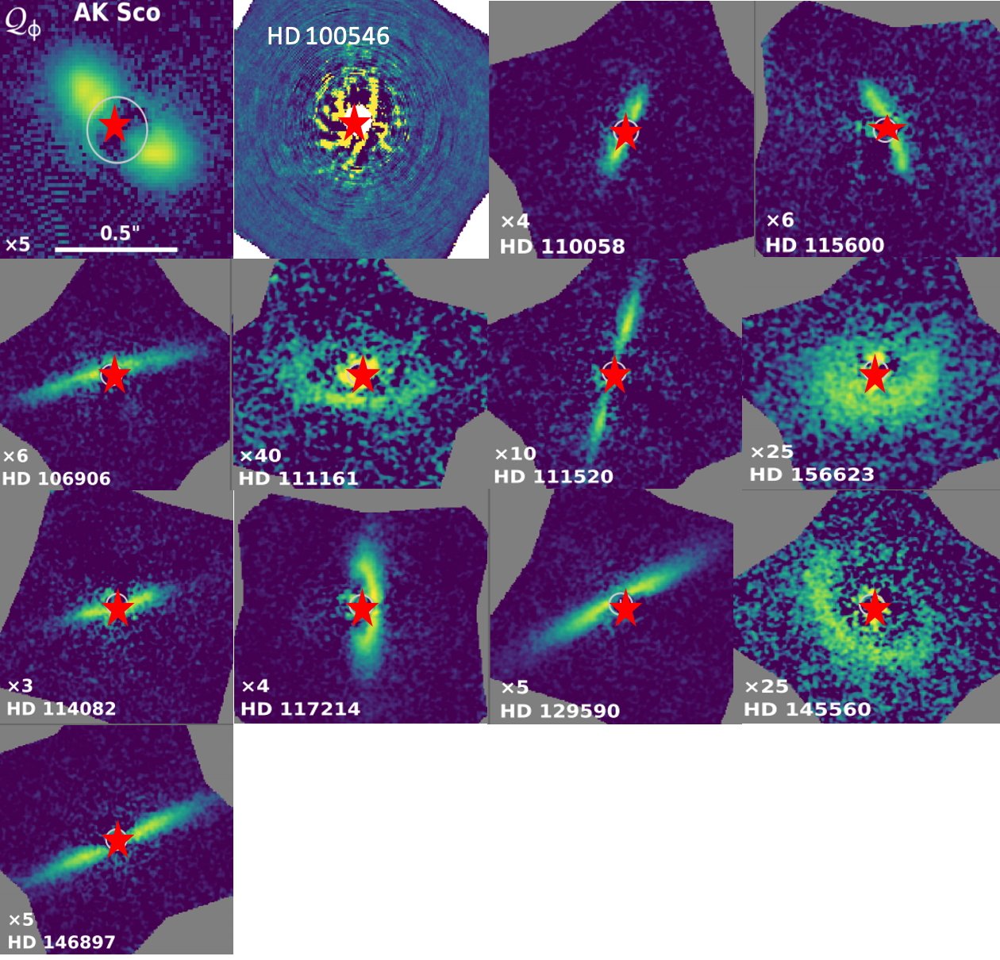 𝒬ϕ AK Sco
0.5"
×5
HD 100546
×4
HD 110058
×6
HD 115600
×6
HD 106906
×40
HD 111161
×10
HD 111520
×25
HD 156623
×3
HD 114082
×4
HD 117214
×5
HD 129590
×25
HD 145560
×5
HD 146897